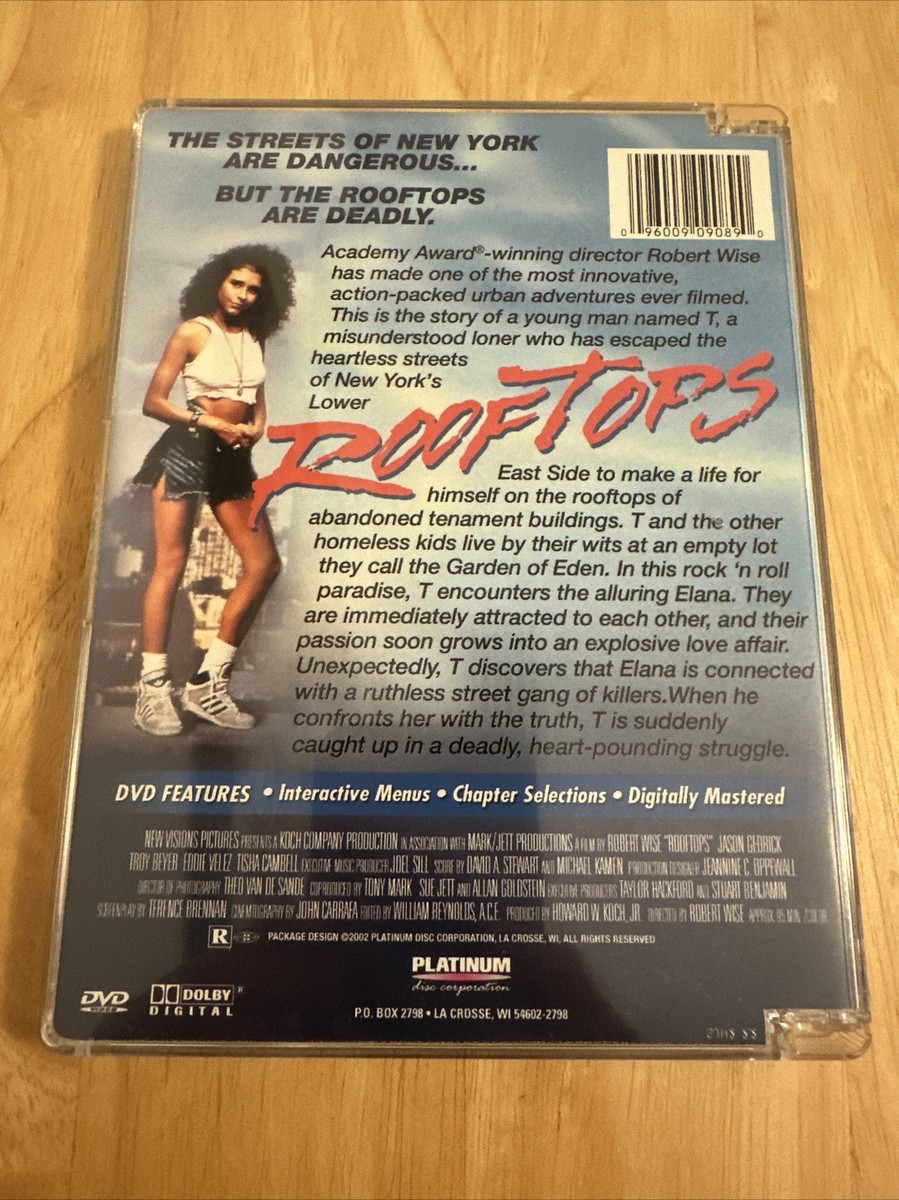 THE STREETS OF NEW YORK
ARE DANGEROUS...
BUT THE ROOFTOPS
ARE DEADLY.
0 96009 09089 0
Academy Award®-winning director Robert Wise
has made one of the most innovative,
action-packed urban adventures ever filmed.
This is the story of a young man named T, a
misunderstood loner who has escaped the
heartless streets
of New York's
Lower
ROOFTOPS
East Side to make a life for
himself on the rooftops of
abandoned tenament buildings. T and the other
homeless kids live by their wits at an empty lot
they call the Garden of Eden. In this rock 'n roll
paradise, T encounters the alluring Elana. They
are immediately attracted to each other, and their
passion soon grows into an explosive love affair.
Unexpectedly, T discovers that Elana is connected
with a ruthless street gang of killers.When he
confronts her with the truth, T is suddenly
caught up in a deadly, heart-pounding struggle.
DVD FEATURES • Interactive Menus • Chapter Selections • Digitally Mastered
NEW VISIONS PICTURES PRESENTS A KOCH COMPANY PRODUCTION IN ASSOCIATION WITH MARK/JETT PRODUCTIONS A FILM BY ROBERT WISE "ROOFTOPS" JASON GEDRICK
TROY BEYER EDDIE VELEZ TISHA CAMBELL EXECUTIVE MUSIC PRODUCER JOEL SILL SCORE BY DAVID A. STEWART AND MICHAEL KAMEN PRODUCTION DESIGNER JEANNINE C. OPPEWALL
DIRECTOR OF PHOTOGRAPHY THEO VAN DE SANDE COPRODUCED BY TONY MARK SUE JETT AND ALLAN GOLDSTEIN EXECUTIVE PRODUCERS TAYLOR HACKFORD AND STUART BENJAMIN
SCREENPLAY BY TERENCE BRENNAN CINEMTOGRAPHY BY JOHN CARRAFA EDITED BY WILLIAM REYNOLDS, A.C.E. PRODUCED BY HOWARD W. KOCH, JR. DIRECTED BY ROBERT WISE APPROX. 95 MIN. /COLOR
R PACKAGE DESIGN ©2002 PLATINUM DISC CORPORATION, LA CROSSE, WI, ALL RIGHTS RESERVED
PLATINUM
disc corporation
DVD VIDEO
DOLBY
DIGITAL
P.O. BOX 2798 • LA CROSSE, WI 54602-2798